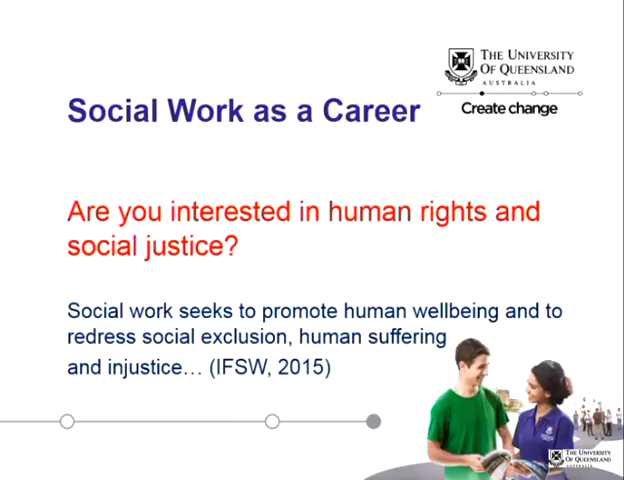 THE UNIVERSITY
OF QUEENSLAND
AUSTRALIA
Create change
Social Work as a Career
Are you interested in human rights and
social justice?
Social work seeks to promote human wellbeing and to
redress social exclusion, human suffering
and injustice… (IFSW, 2015)
THE UNIVERSITY
OF QUEENSLAND
AUSTRALIA